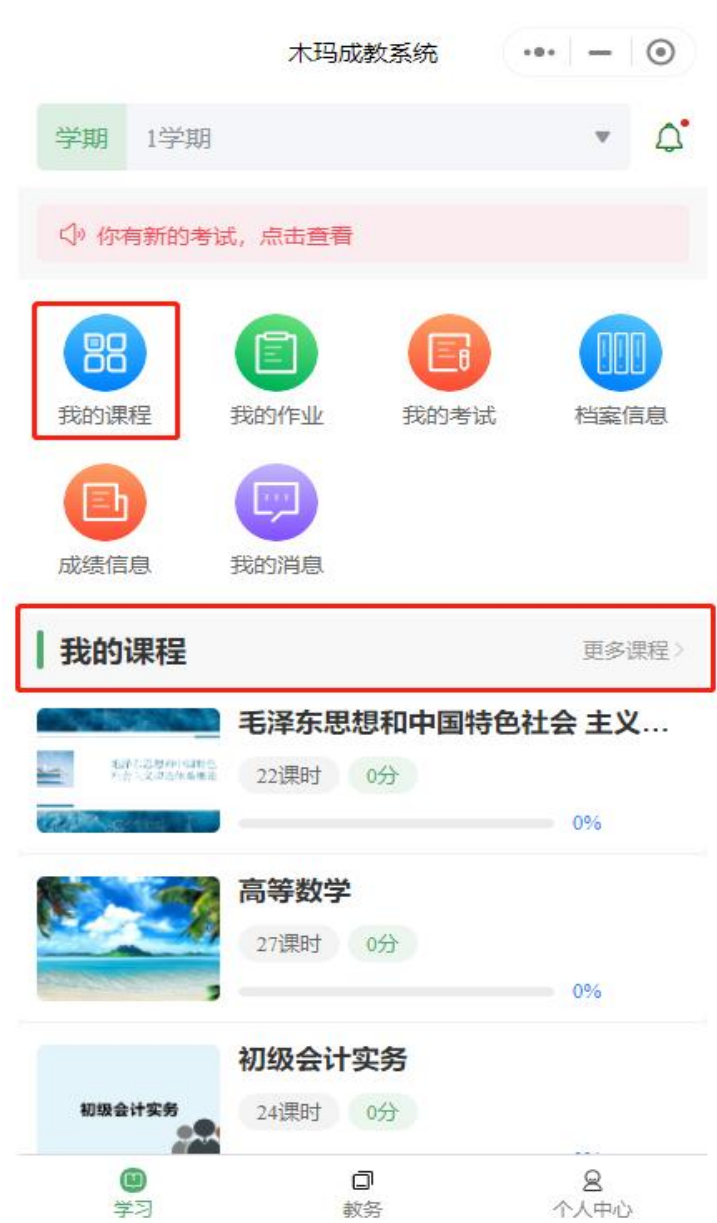 木玛成教系统
学期 1学期
你有新的考试，点击查看
我的课程 我的作业 我的考试 档案信息
成绩信息 我的消息
我的课程 更多课程
毛泽东思想和中国特色社会 主义...
22课时 0分
0%
高等数学
27课时 0分
0%
初级会计实务
初级会计实务
24课时 0分
学习 教务 个人中心